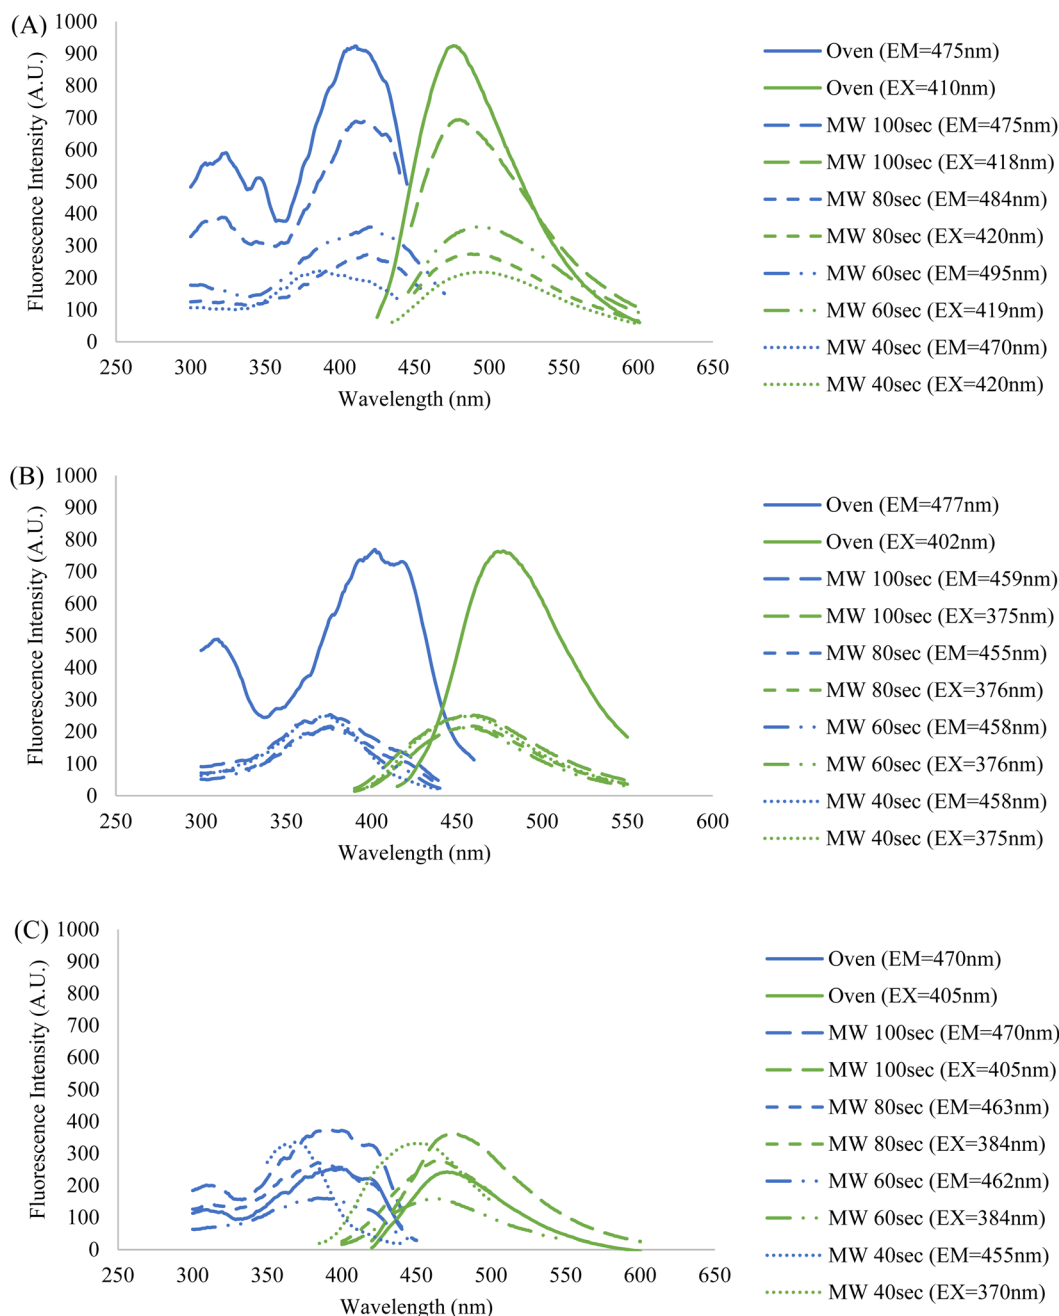 (A)
1000
900
800
700
600
500
400
300
200
100
0
Fluorescence Intensity (A.U.)
250 300 350 400 450 500 550 600 650
Wavelength (nm)
Oven (EM=475nm)
Oven (EX=410nm)
MW 100sec (EM=475nm)
MW 100sec (EX=418nm)
MW 80sec (EM=484nm)
MW 80sec (EX=420nm)
MW 60sec (EM=495nm)
MW 60sec (EX=419nm)
MW 40sec (EM=470nm)
MW 40sec (EX=420nm)
(B)
1000
900
800
700
600
500
400
300
200
100
0
Fluorescence Intensity (A.U.)
250 300 350 400 450 500 550 600
Wavelength (nm)
Oven (EM=477nm)
Oven (EX=402nm)
MW 100sec (EM=459nm)
MW 100sec (EX=375nm)
MW 80sec (EM=455nm)
MW 80sec (EX=376nm)
MW 60sec (EM=458nm)
MW 60sec (EX=376nm)
MW 40sec (EM=458nm)
MW 40sec (EX=375nm)
(C)
1000
900
800
700
600
500
400
300
200
100
0
Fluorescence Intensity (A.U.)
250 300 350 400 450 500 550 600 650
Wavelength (nm)
Oven (EM=470nm)
Oven (EX=405nm)
MW 100sec (EM=470nm)
MW 100sec (EX=405nm)
MW 80sec (EM=463nm)
MW 80sec (EX=384nm)
MW 60sec (EM=462nm)
MW 60sec (EX=384nm)
MW 40sec (EM=455nm)
MW 40sec (EX=370nm)